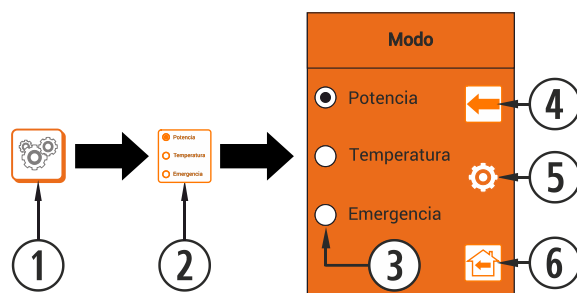 Modo
Potencia
Temperatura
Emergencia
Potencia
Temperatura
Emergencia
1
2
3
4
5
6